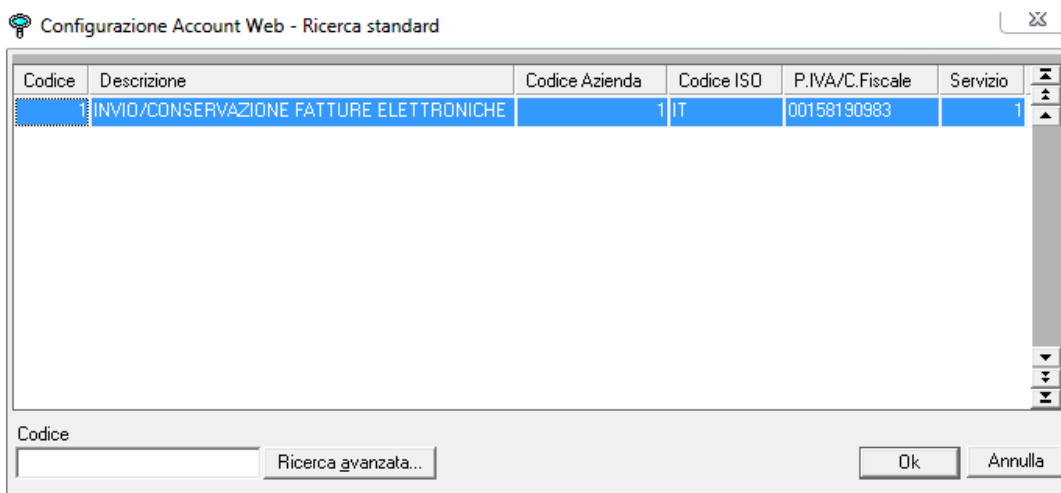 Configurazione Account Web - Ricerca standard
Codice Descrizione Codice Azienda Codice ISO P.IVA/C.Fiscale Servizio
1 INVIO/CONSERVAZIONE FATTURE ELETTRONICHE 1 IT 00158190983 1
Codice
Ricerca avanzata...
Ok
Annulla